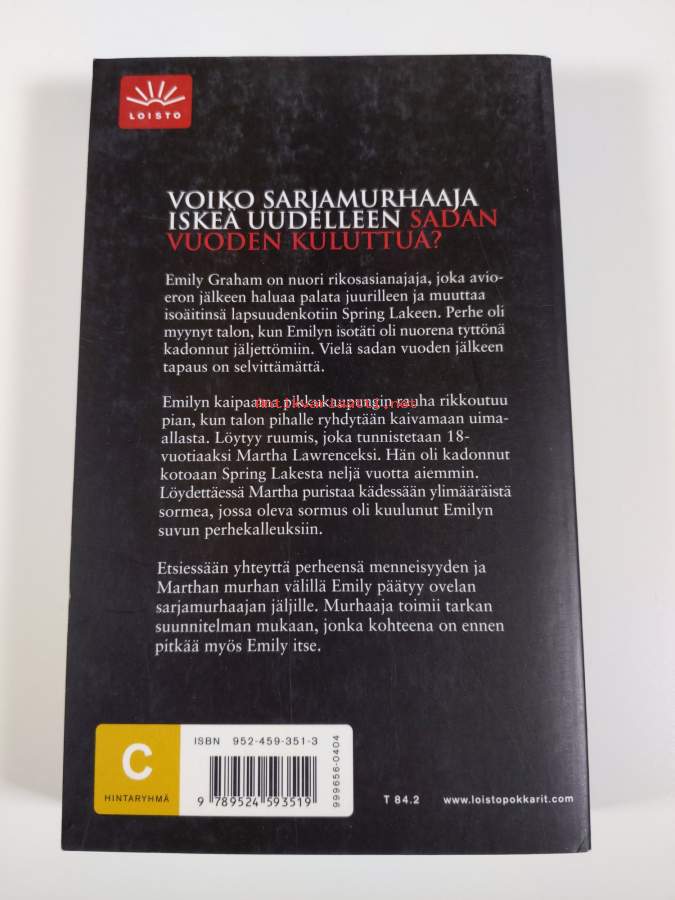 LOISTO
VOIKO SARJAMURHAAJA
ISKEÄ UUDELLEEN SADAN
VUODEN KULUTTUA?
Emily Graham on nuori rikosasianajaja, joka avio-
eron jälkeen haluaa palata juurilleen ja muuttaa
isoäitinsä lapsuudenkotiin Spring Lakeen. Perhe oli
myynyt talon, kun Emilyn isotäti oli nuorena tyttönä
kadonnut jäljettömiin. Vielä sadan vuoden jälkeen
tapaus on selvittämättä.
Emilyn kaipaama pikkukaupungin rauha rikkoutuu
Antikvariaatti.net
pian, kun talon pihalle ryhdytään kaivamaan uima-
allasta. Löytyy ruumis, joka tunnistetaan 18-
vuotiaaksi Martha Lawrenceksi. Hän oli kadonnut
kotoaan Spring Lakesta neljä vuotta aiemmin.
Löydettäessä Martha puristaa kädessään ylimääräistä
sormea, jossa oleva sormus oli kuulunut Emilyn
suvun perhekalleuksiin.
Etsiessään yhteyttä perheensä menneisyyden ja
Marthan murhan välillä Emily päätyy ovelan
sarjamurhaajan jäljille. Murhaaja toimii tarkan
suunnitelman mukaan, jonka kohteena on ennen
pitkää myös Emily itse.
C
HINTARYHMÄ
ISBN 952-459-351-3
9 789524 593519
999656-0404
T 84.2
www.loistopokkarit.com